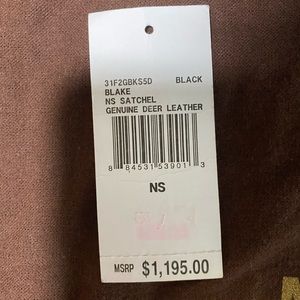 31F2GBKS5D BLACK
BLAKE
NS SATCHEL
GENUINE DEER LEATHER
8 84531 53901 3
NS
MSRP $1,195.00